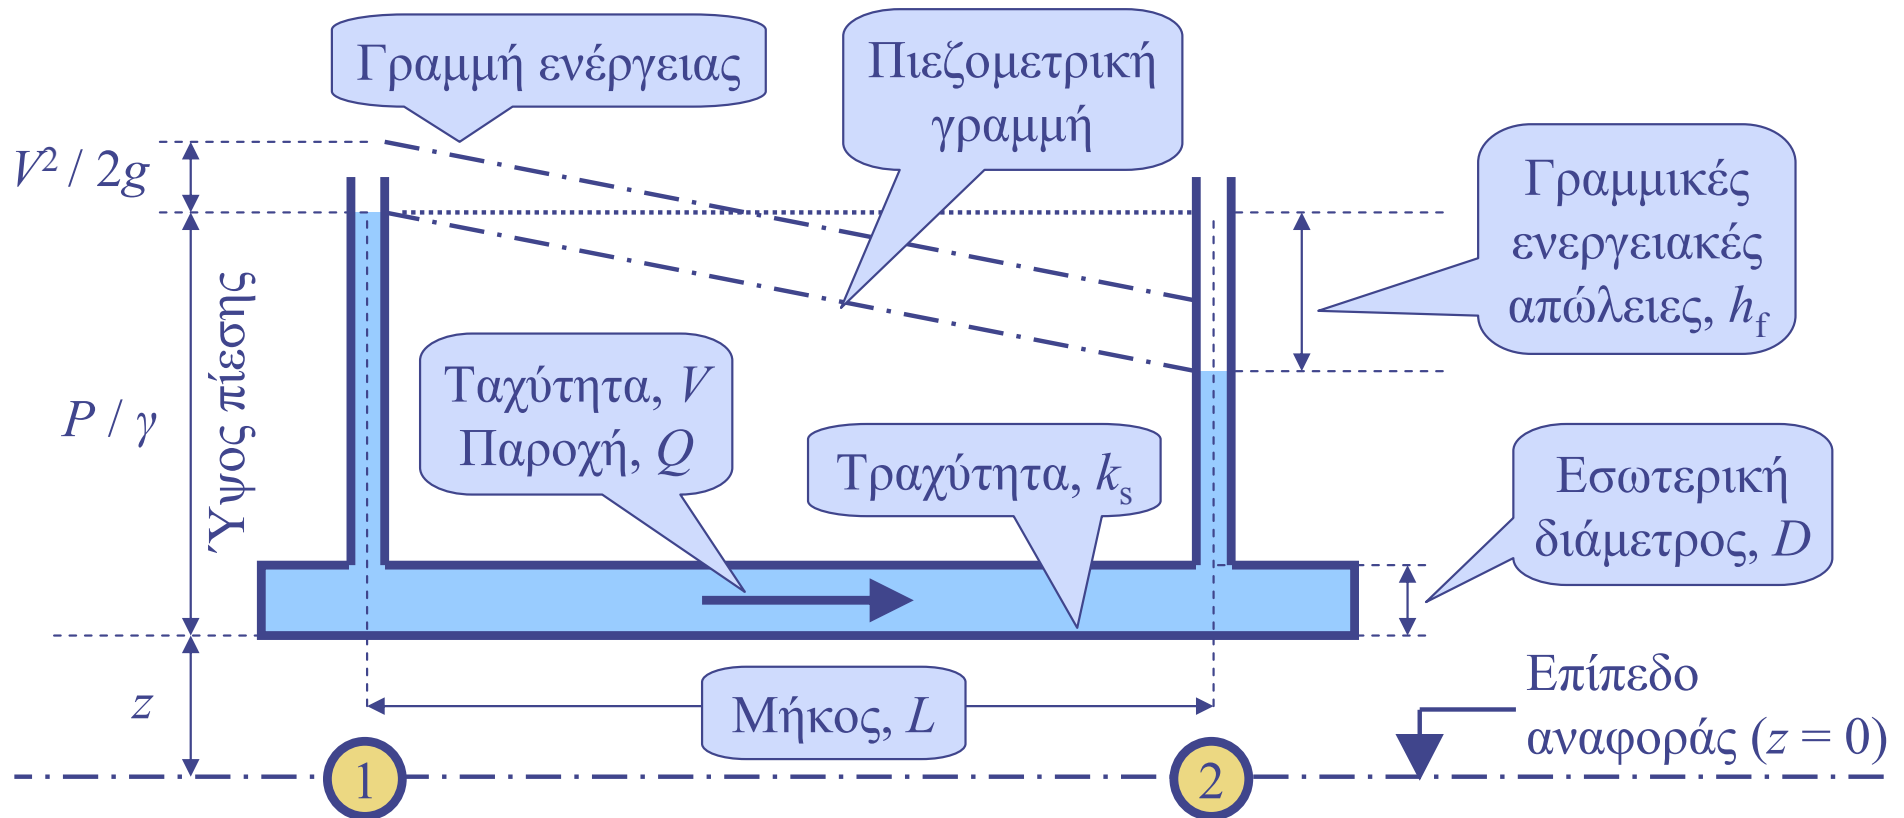 Γραμμή ενέργειας
Πιεζομετρική
γραμμή
V² / 2g
Γραμμικές
ενεργειακές
απώλειες, h_f
Ύψος πίεσης
P / γ
Ταχύτητα, V
Παροχή, Q
Τραχύτητα, k_s
Εσωτερική
διάμετρος, D
z
Μήκος, L
Επίπεδο
αναφοράς (z = 0)
1
2